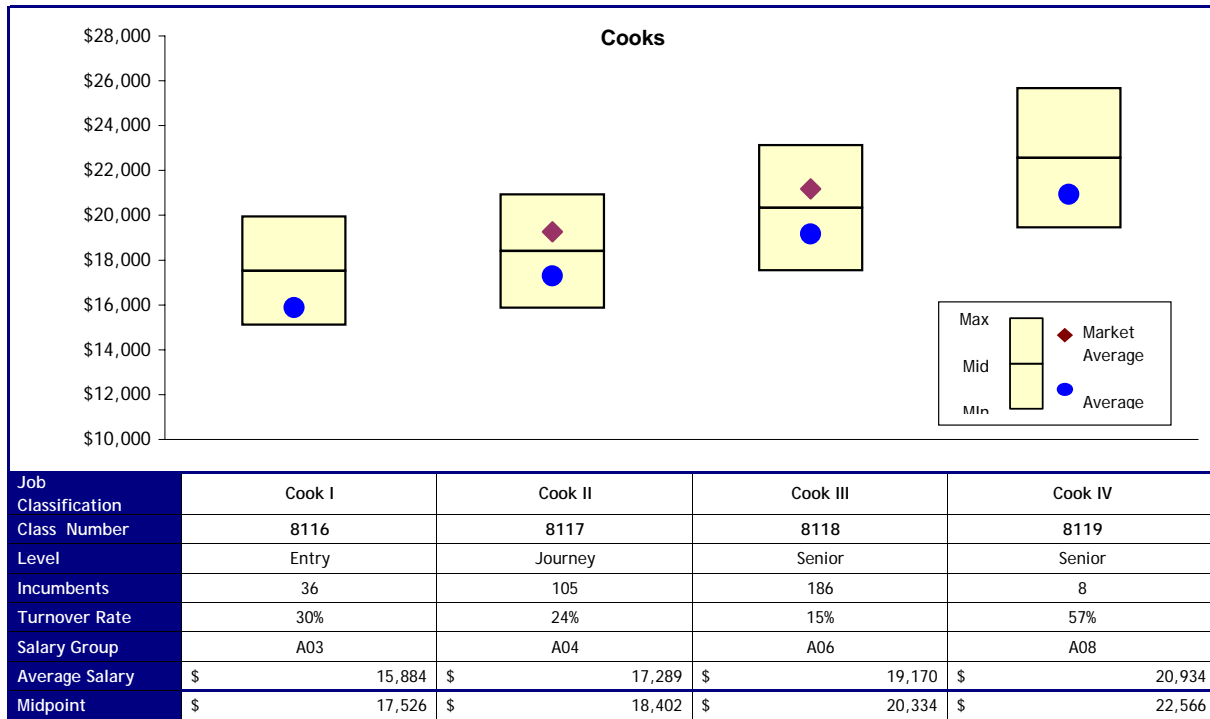 Cooks
$28,000
$26,000
$24,000
$22,000
$20,000
$18,000
$16,000
$14,000
$12,000
$10,000
Max
Mid
MIn
Market
Average
Average
Job
Classification Cook I Cook II Cook III Cook IV
Class Number 8116 8117 8118 8119
Level Entry Journey Senior Senior
Incumbents 36 105 186 8
Turnover Rate 30% 24% 15% 57%
Salary Group A03 A04 A06 A08
Average Salary $ 15,884 $ 17,289 $ 19,170 $ 20,934
Midpoint $ 17,526 $ 18,402 $ 20,334 $ 22,566